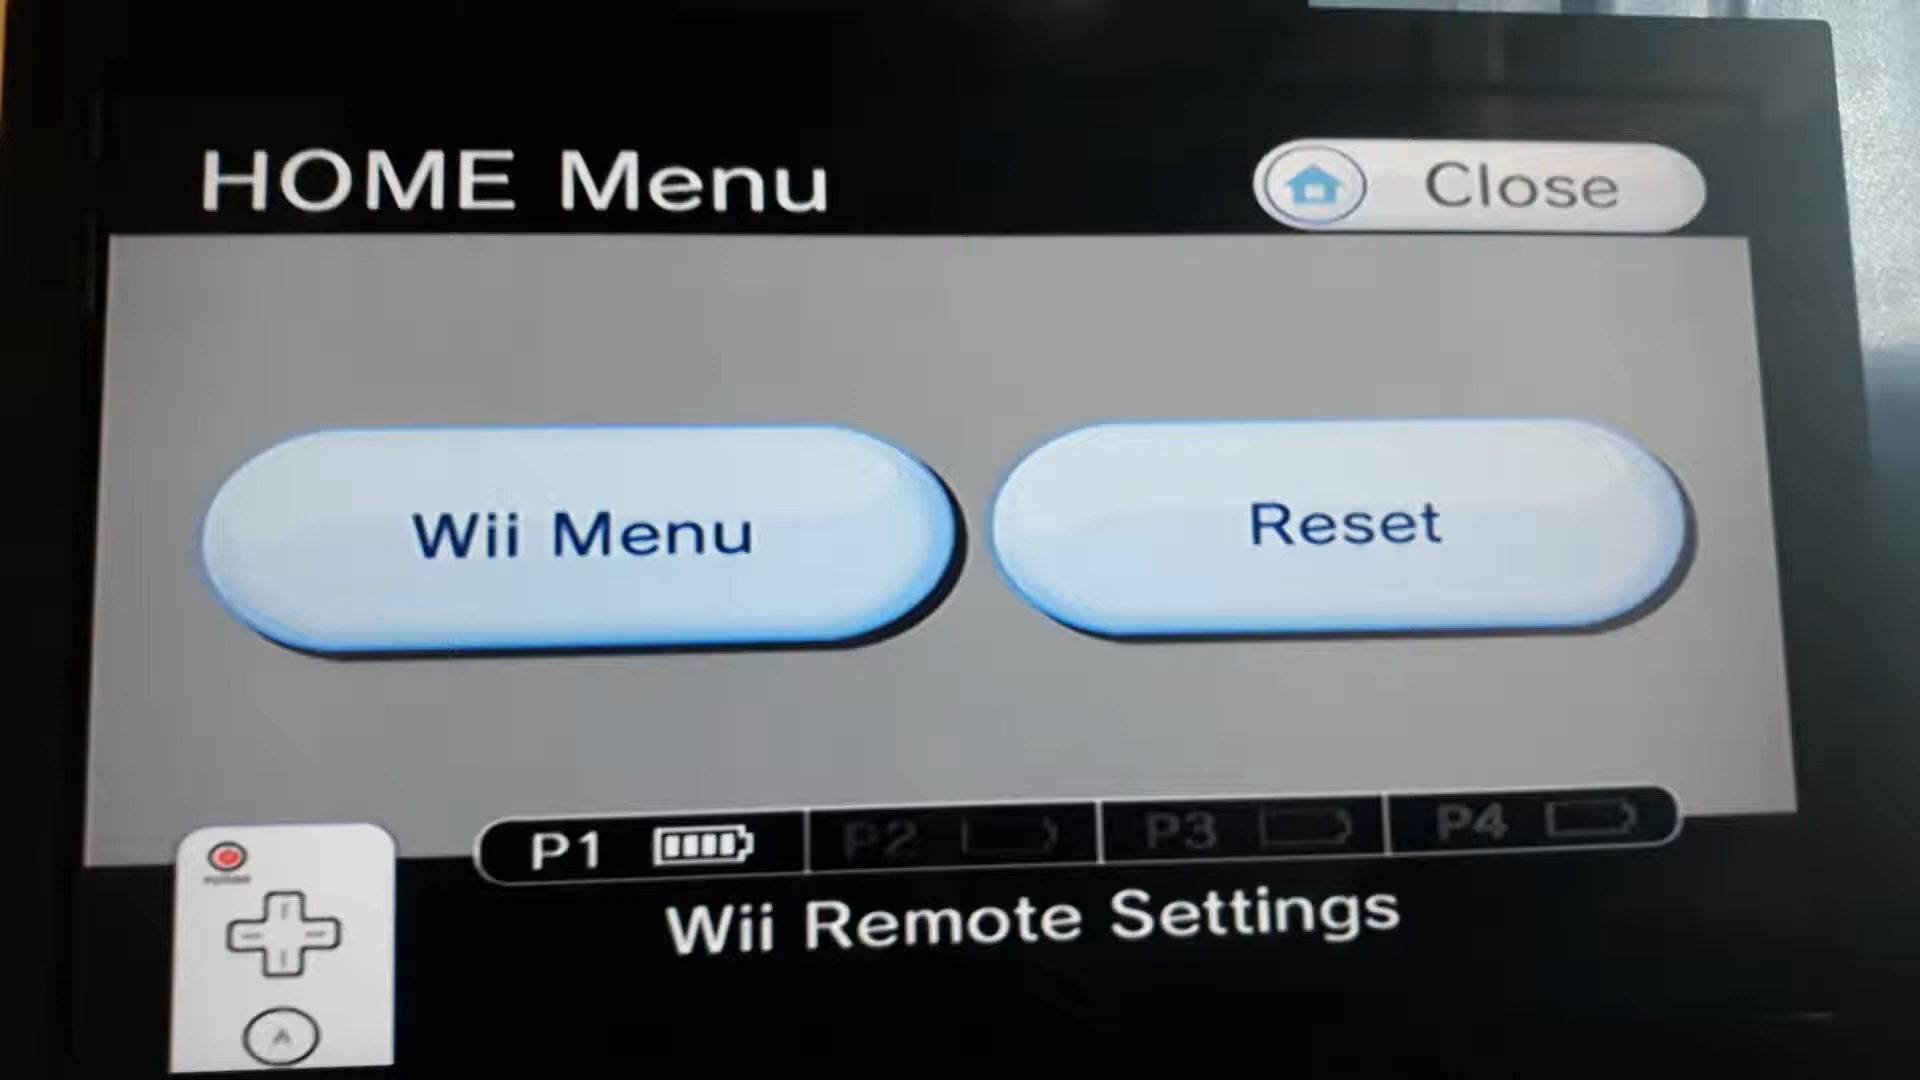 HOME Menu
Close
Wii Menu
Reset
P1 P2 P3 P4
Wii Remote Settings
A